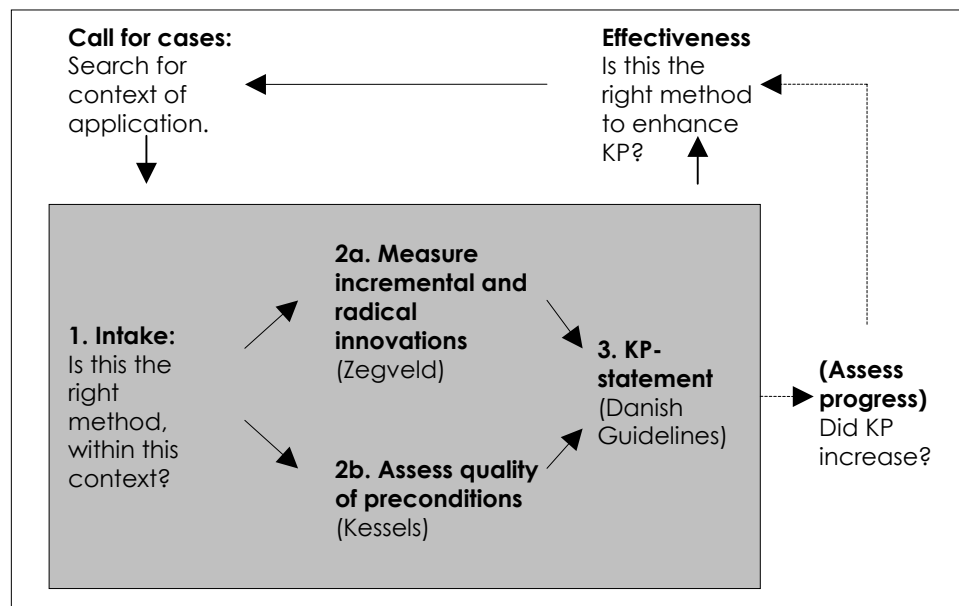 Call for cases:
Search for
context of
application.
Effectiveness
Is this the
right method
to enhance
KP?
1. Intake:
Is this the
right
method,
within this
context?
2a. Measure
incremental and
radical
innovations
(Zegveld)
2b. Assess quality
of preconditions
(Kessels)
3. KP-
statement
(Danish
Guidelines)
(Assess
progress)
Did KP
increase?